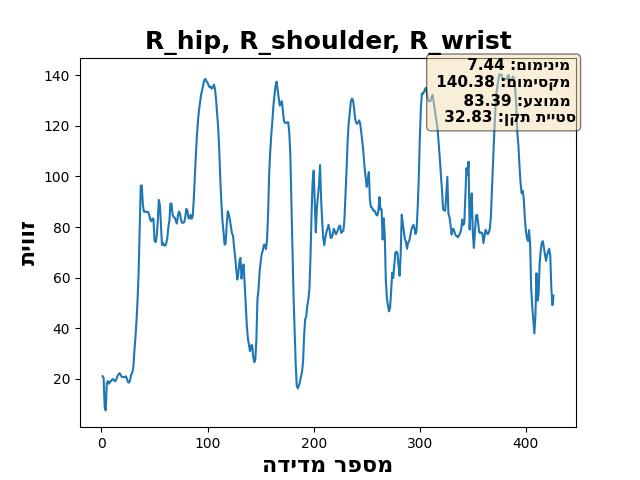 R_hip, R_shoulder, R_wrist
מינימום: 7.44
מקסימום: 140.38
ממוצע: 83.39
סטיית תקן: 32.83
140
120
100
80
60
40
20
זווית
0 100 200 300 400
מספר מדידה